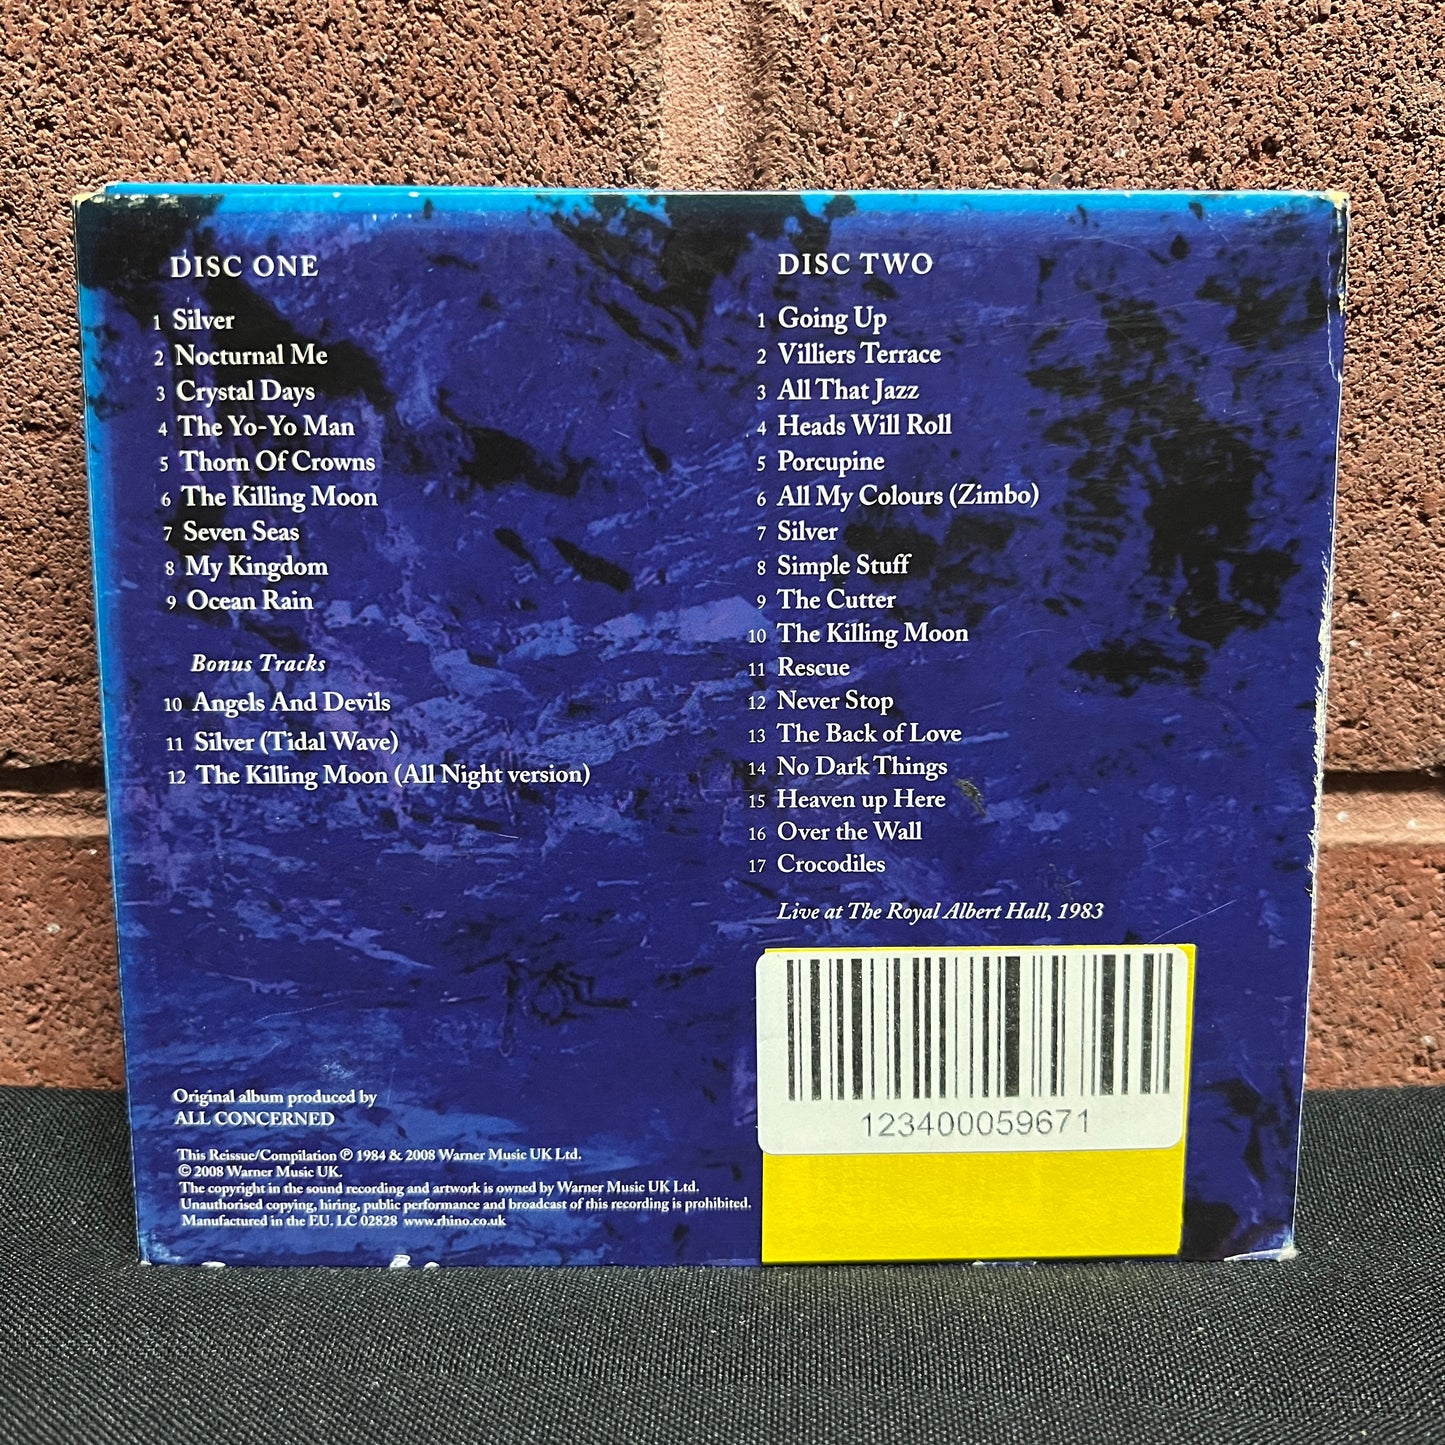 DISC ONE
1 Silver
2 Nocturnal Me
3 Crystal Days
4 The Yo-Yo Man
5 Thorn Of Crowns
6 The Killing Moon
7 Seven Seas
8 My Kingdom
9 Ocean Rain
Bonus Tracks
10 Angels And Devils
11 Silver (Tidal Wave)
12 The Killing Moon (All Night version)
DISC TWO
1 Going Up
2 Villiers Terrace
3 All That Jazz
4 Heads Will Roll
5 Porcupine
6 All My Colours (Zimbo)
7 Silver
8 Simple Stuff
9 The Cutter
10 The Killing Moon
11 Rescue
12 Never Stop
13 The Back of Love
14 No Dark Things
15 Heaven up Here
16 Over the Wall
17 Crocodiles
Live at The Royal Albert Hall, 1983
Original album produced by
ALL CONCERNED
This Reissue/Compilation ℗ 1984 & 2008 Warner Music UK Ltd.
© 2008 Warner Music UK.
The copyright in the sound recording and artwork is owned by Warner Music UK Ltd.
Unauthorised copying, hiring, public performance and broadcast of this recording is prohibited.
Manufactured in the EU. LC 02828 www.rhino.co.uk
123400059671